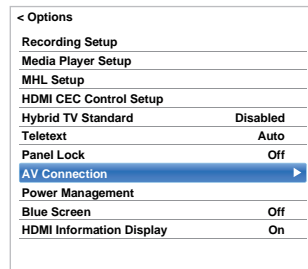 < Options
Recording Setup
Media Player Setup
MHL Setup
HDMI CEC Control Setup
Hybrid TV Standard Disabled
Teletext Auto
Panel Lock Off
AV Connection
Power Management
Blue Screen Off
HDMI Information Display On